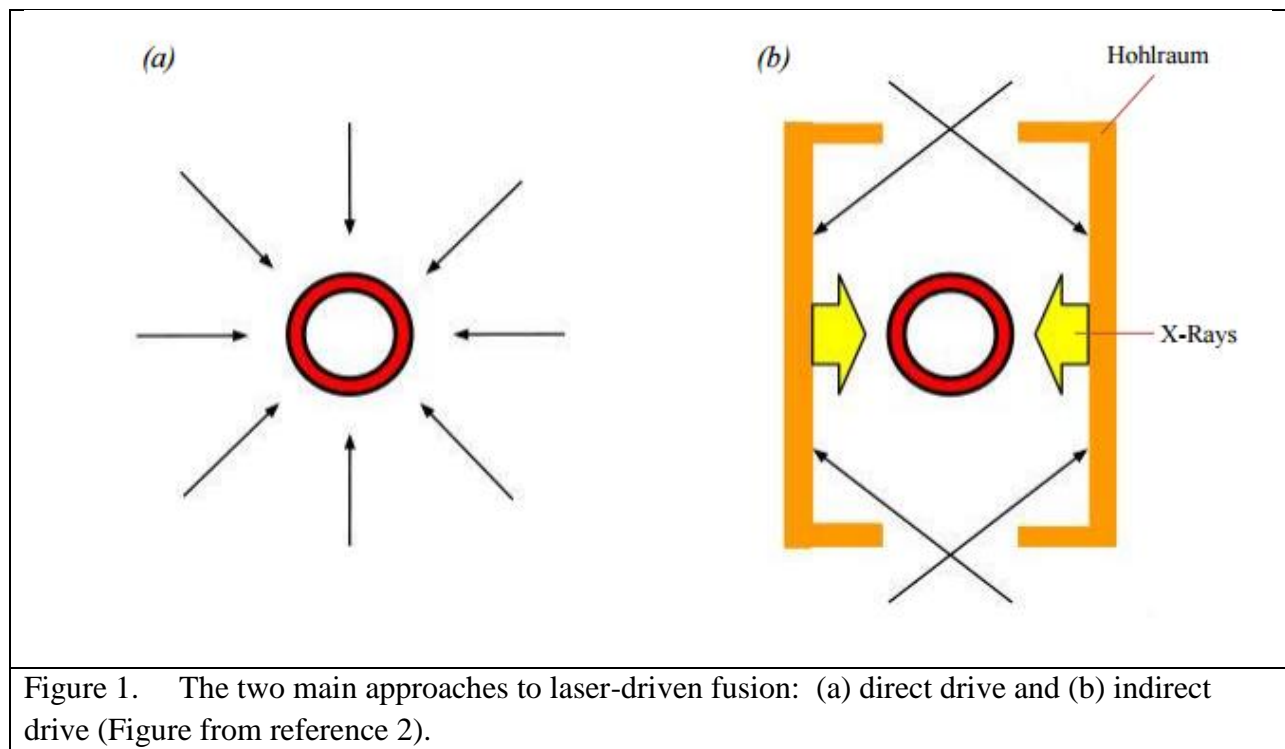 (a)
(b)
Hohlraum
X-Rays
Figure 1. The two main approaches to laser-driven fusion: (a) direct drive and (b) indirect
drive (Figure from reference 2).